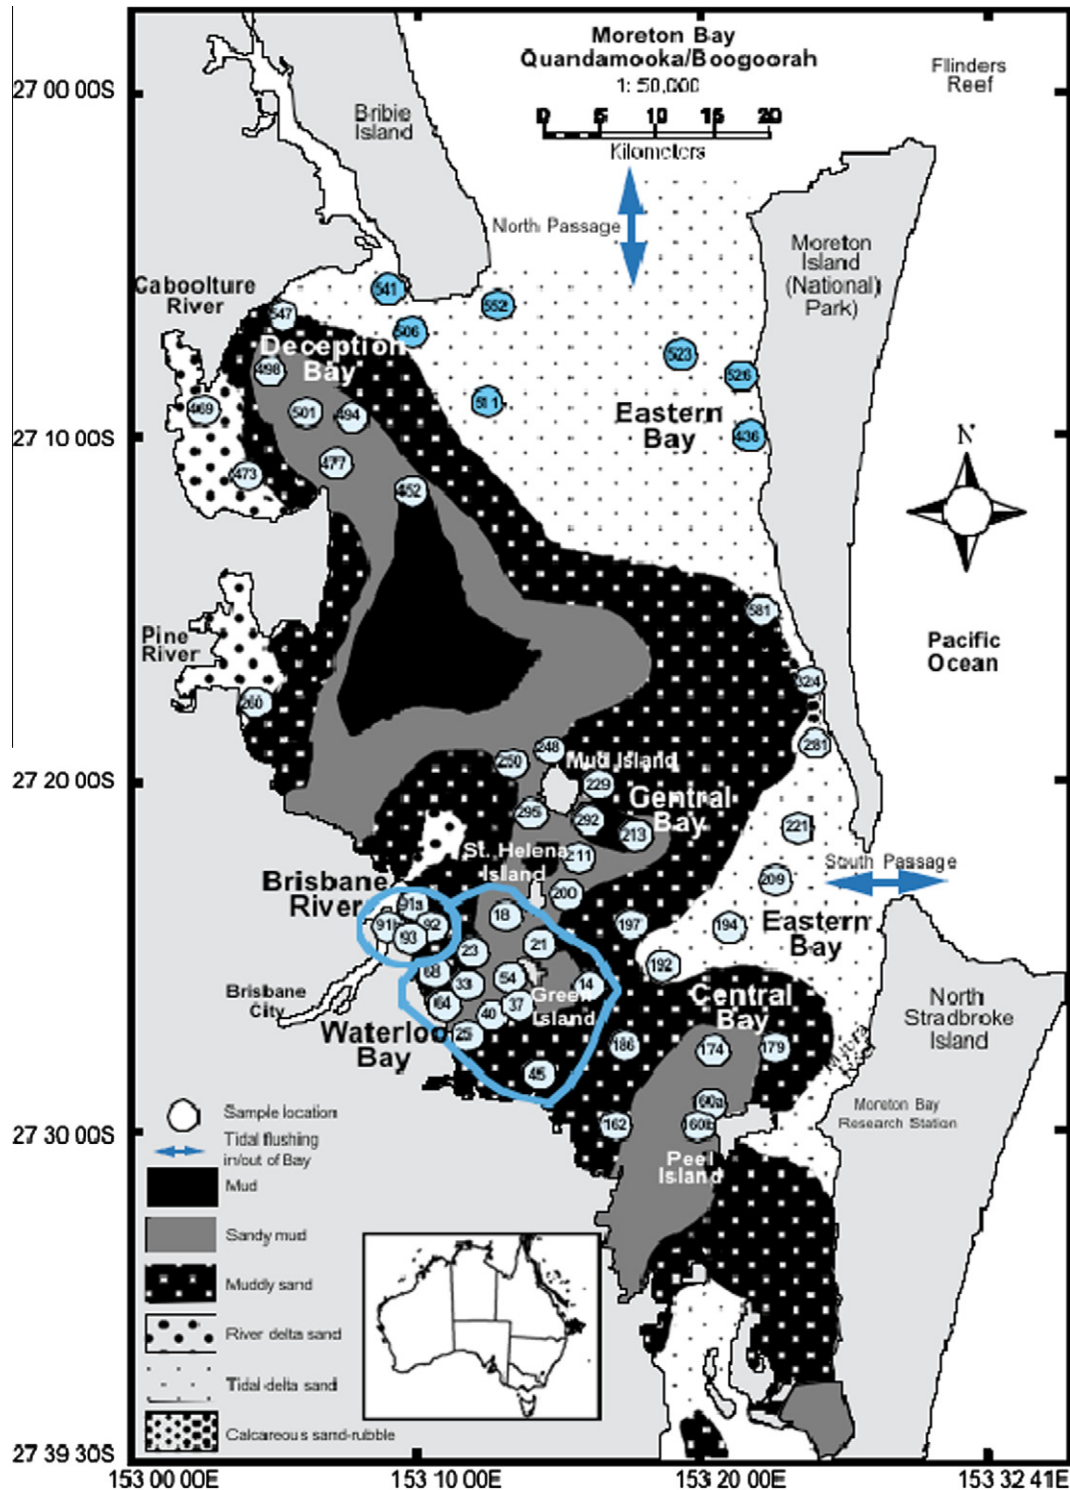 Moreton Bay
Quandamooka/Boogoorah
1: 50,000
0 5 10 15 20
Kilometers
Flinders
Reef
27 00 00S
Bribie
Island
North Passage
Moreton
Island
(National)
Park)
Caboolture
River
541
552
547
506
Deception
Bay
523
526
498
469
501
494
511
Eastern
Bay
436
27 10 00S
N
477
473
452
581
Pine
River
Pacific
Ocean
324
260
281
248
250
Mud Island
27 20 00S
229
Central
Bay
295
292
213
221
St. Helena
Island
211
South Passage
209
Brisbane
River
200
91a
18
92
93
197
194
Eastern
Bay
21
23
192
68
33
54
14
Brisbane
City
64
37
Green
Island
Central
Bay
North
Stradbroke
Island
40
Waterloo
Bay
25
186
174
179
45
Moreton Bay
Research Station
160a
162
160b
27 30 00S
Peel
Island
Sample location
Tidal flushing
in/out of Bay
Mud
Sandy mud
Muddy sand
River delta sand
Tidal delta sand
Calcareous sand-rubble
27 39 30S
153 00 00E
153 10 00E
153 20 00E
153 32 41E